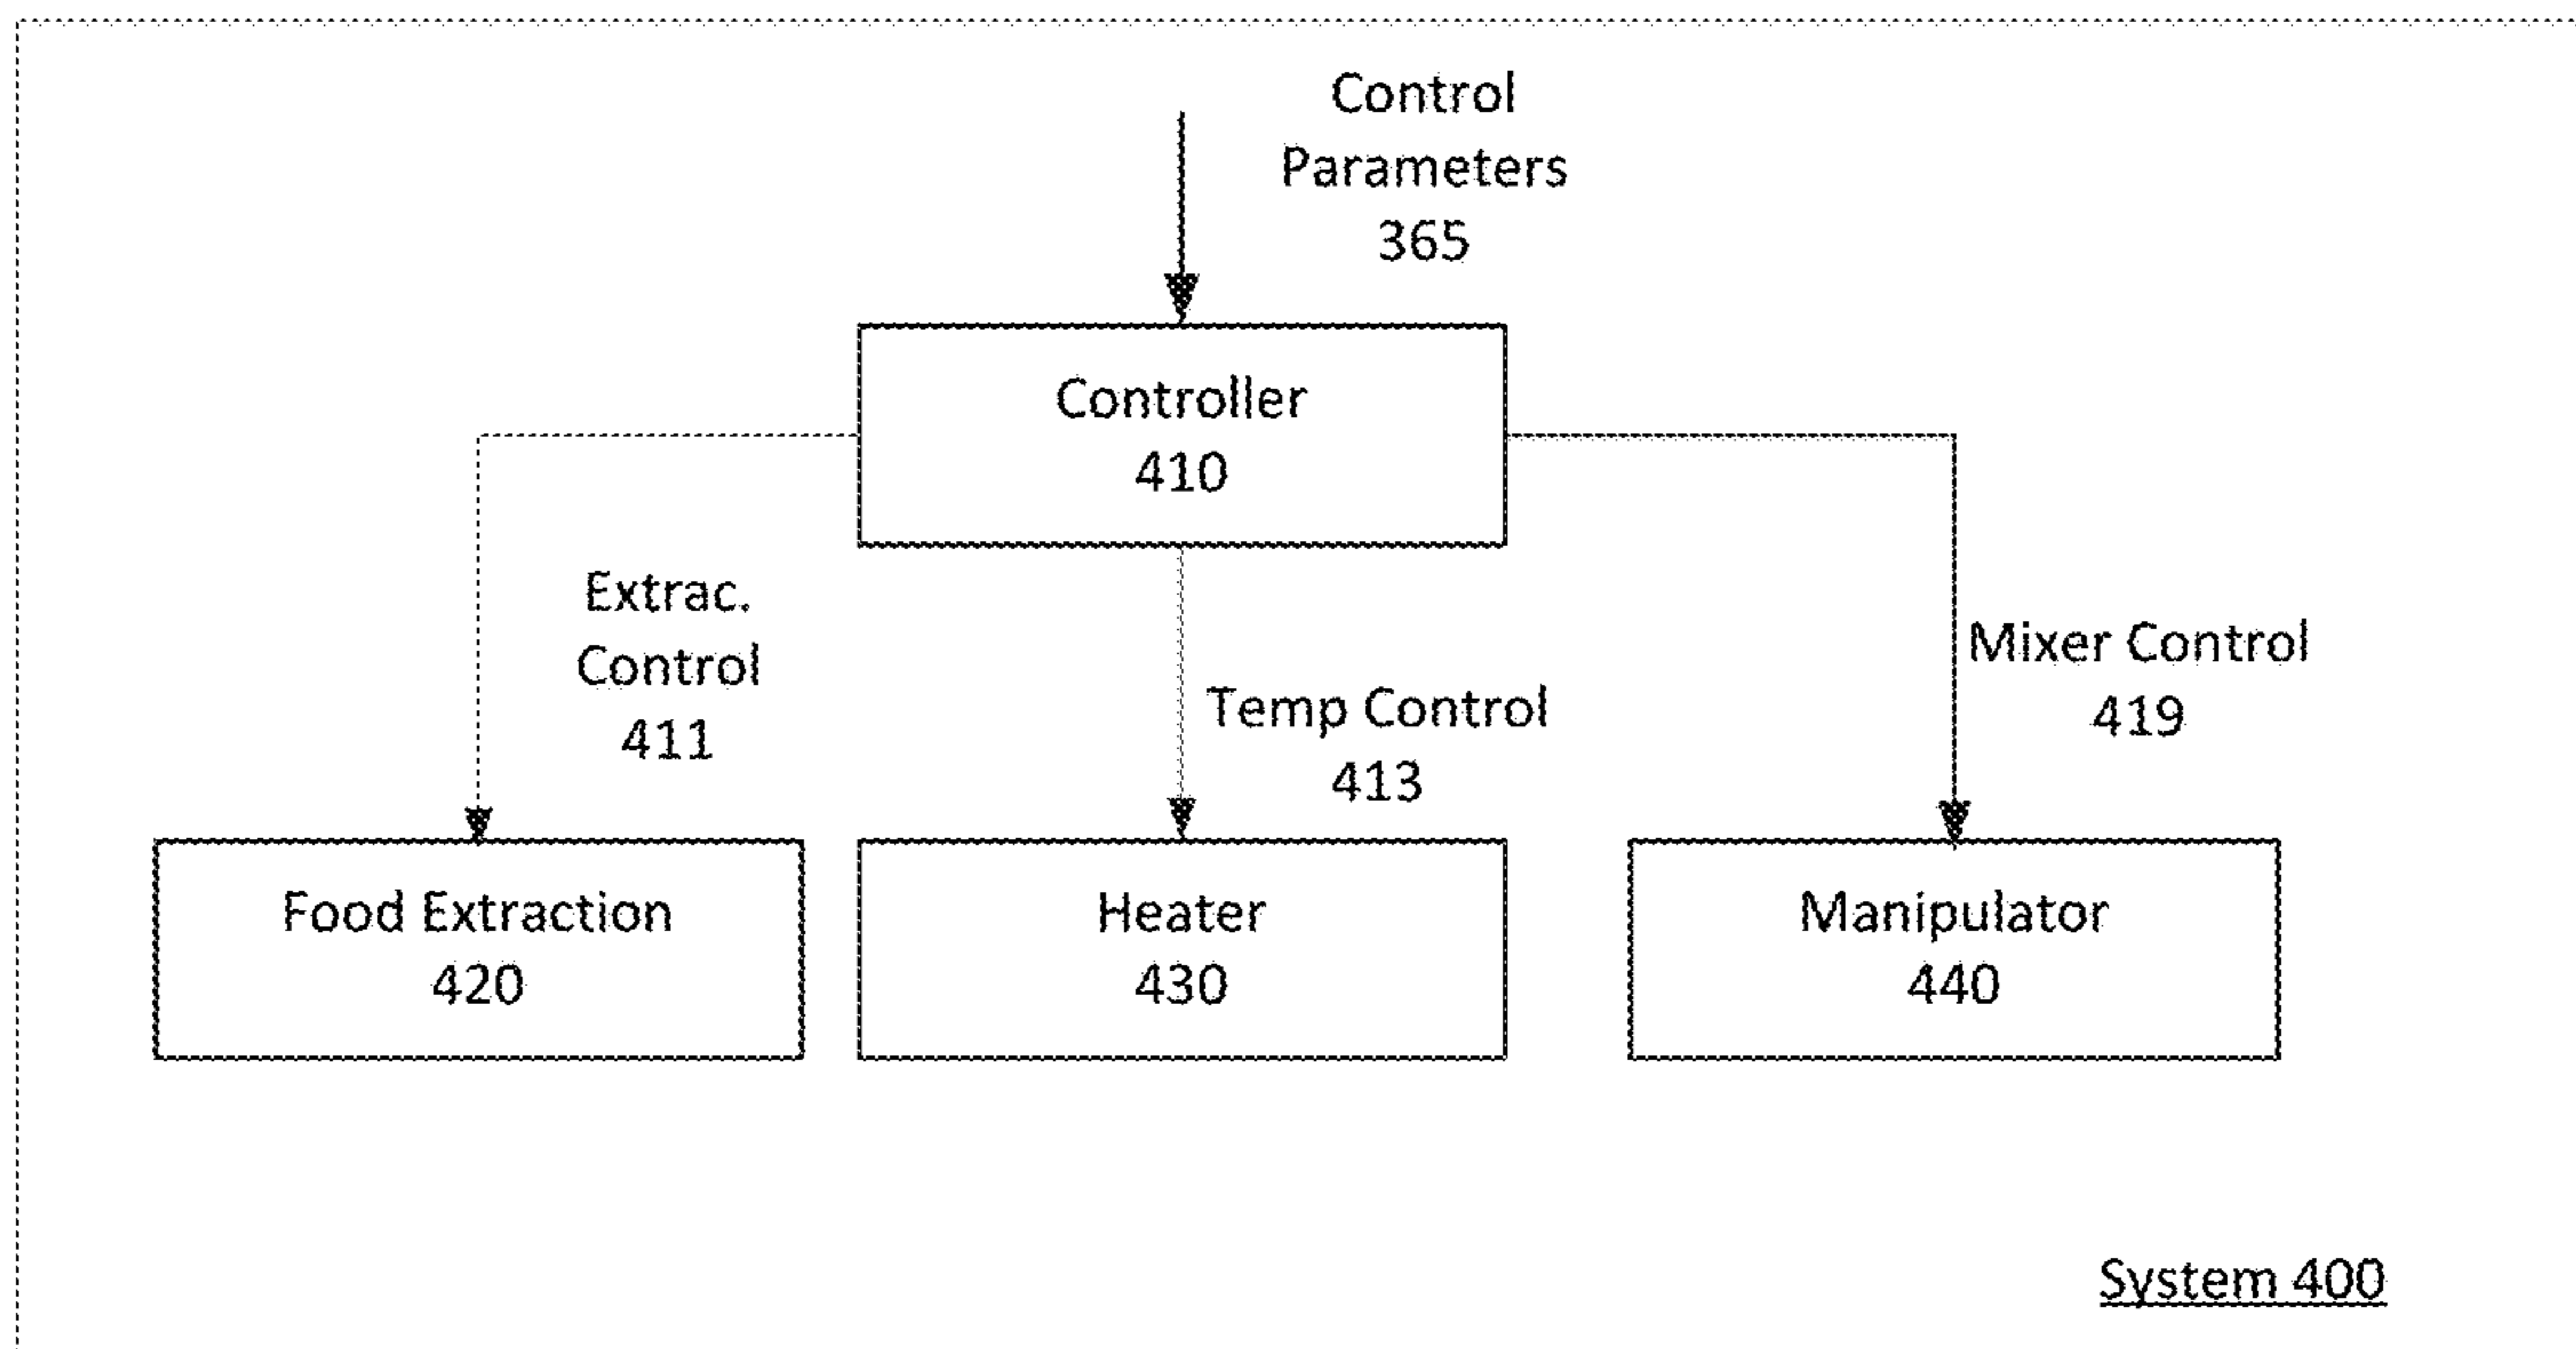 Control
Parameters
365
Controller
410
Extrac.
Control
411
Temp Control
413
Mixer Control
419
Food Extraction
420
Heater
430
Manipulator
440
System 400